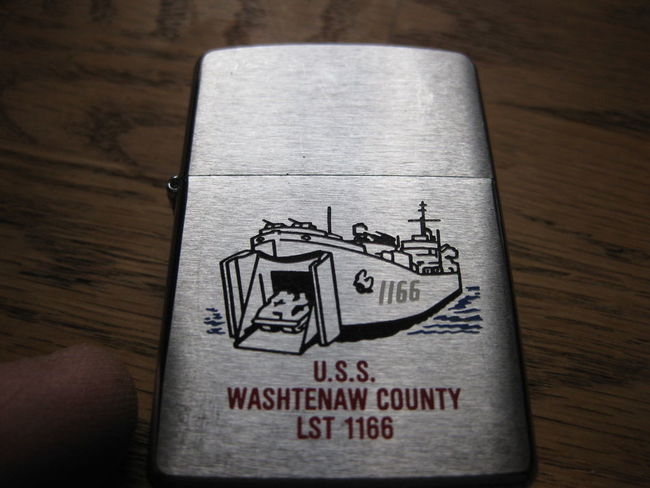 1166
U.S.S.
WASHTENAW COUNTY
LST 1166